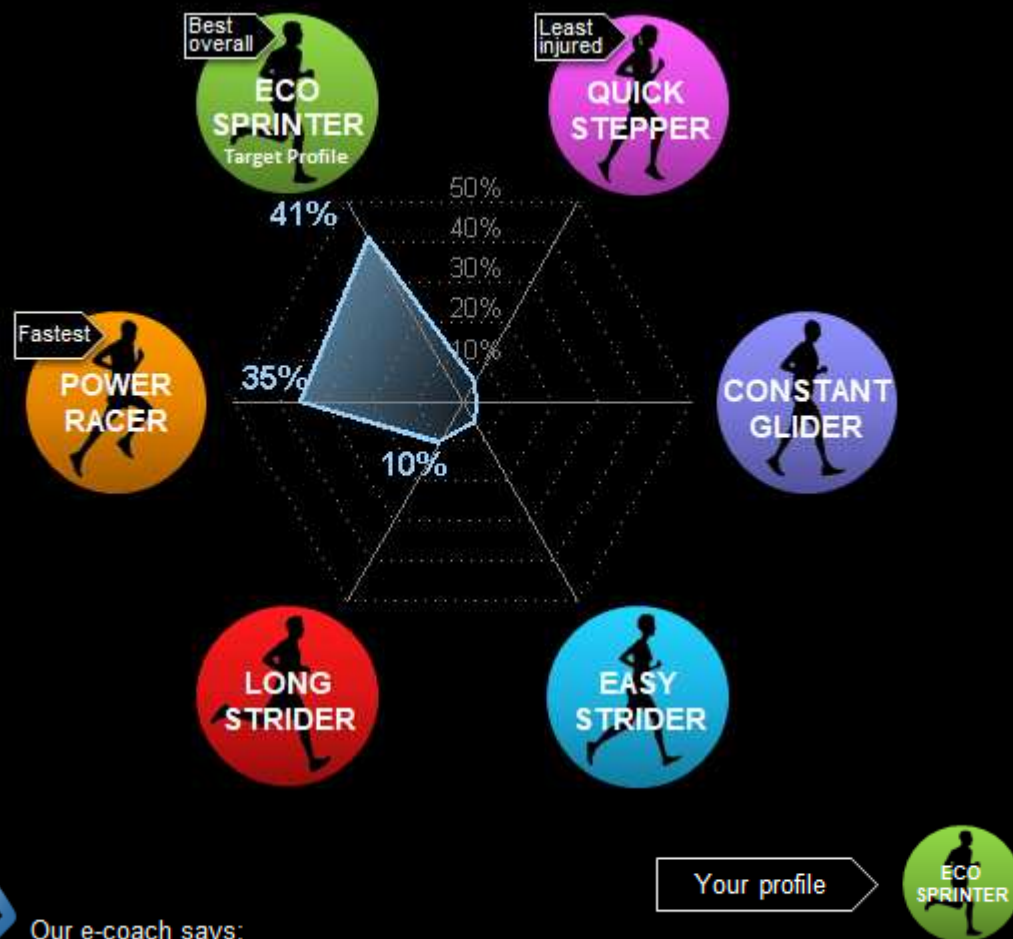 Best
overall
ECO
SPRINTER
Target Profile
Least
injured
QUICK
STEPPER
50%
41%
40%
30%
20%
10%
Fastest
POWER
RACER
35%
CONSTANT
GLIDER
10%
LONG
STRIDER
EASY
STRIDER
Your profile
ECO
SPRINTER
Our e-coach says: